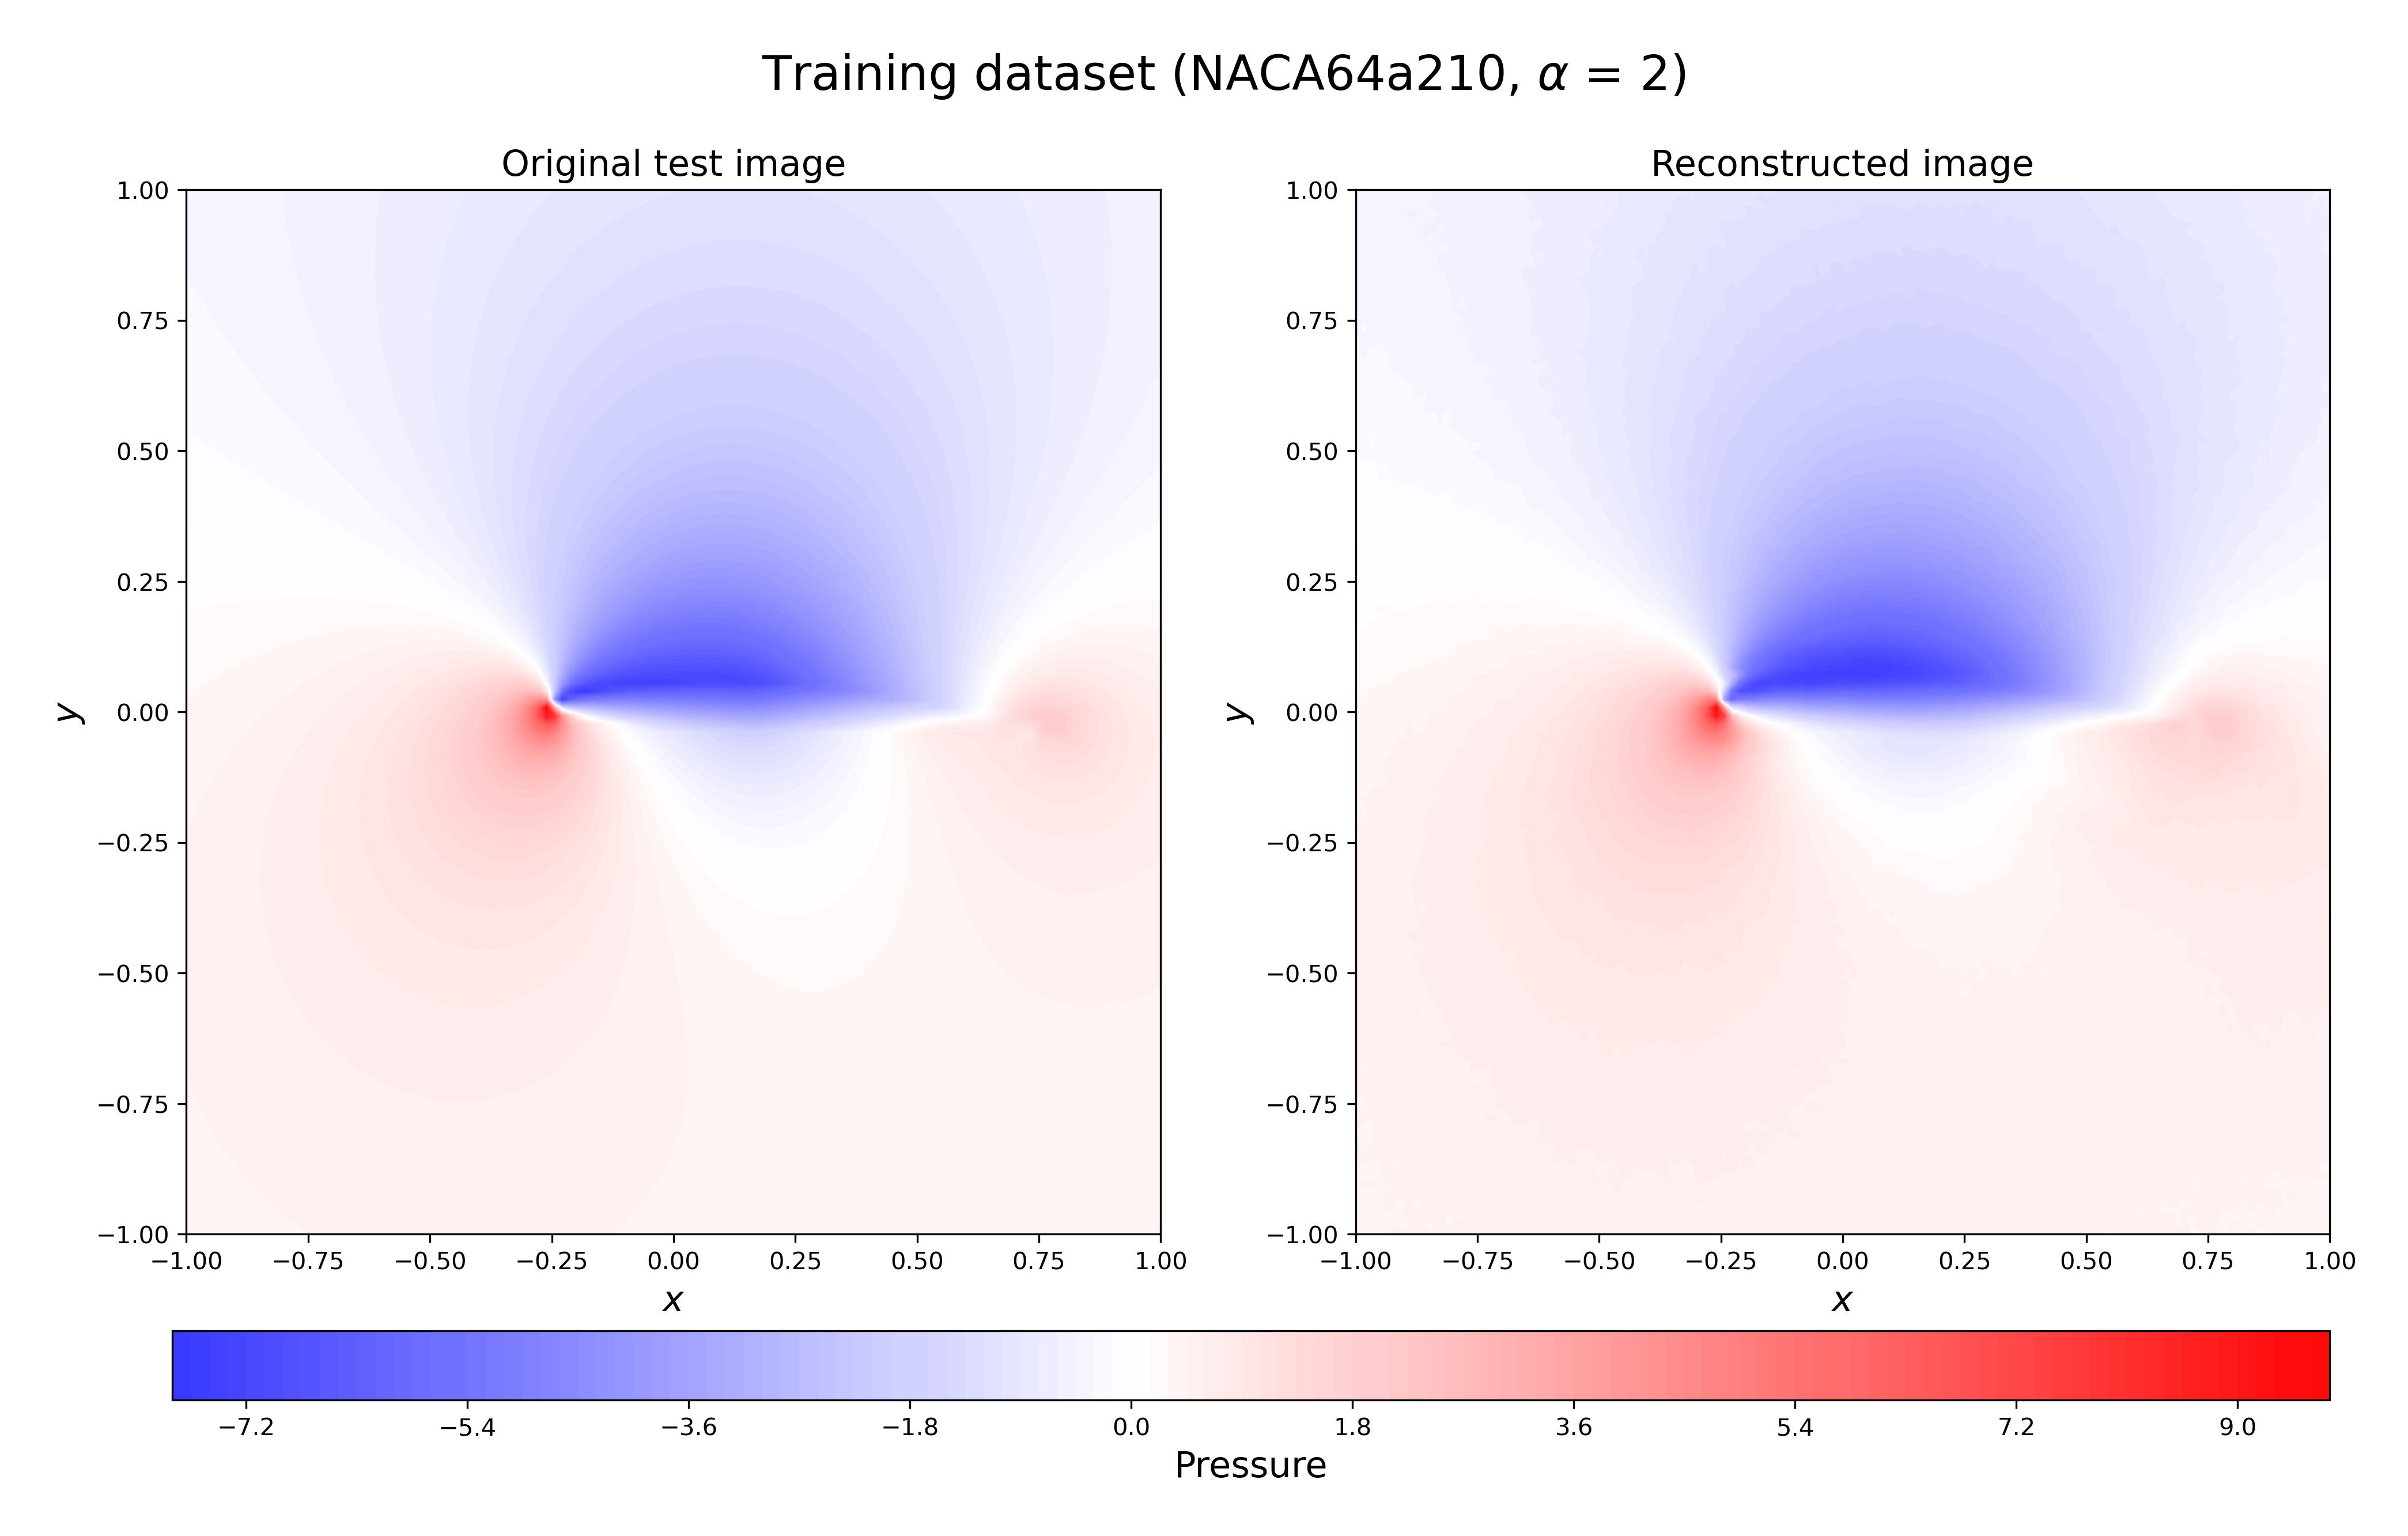 Training dataset (NACA64a210, α = 2)
Original test image
1.00
0.75
0.50
0.25
0.00
−0.25
−0.50
−0.75
−1.00
y
−1.00 −0.75 −0.50 −0.25 0.00 0.25 0.50 0.75 1.00
x
Reconstructed image
1.00
0.75
0.50
0.25
0.00
−0.25
−0.50
−0.75
−1.00
y
−1.00 −0.75 −0.50 −0.25 0.00 0.25 0.50 0.75 1.00
x
−7.2 −5.4 −3.6 −1.8 0.0 1.8 3.6 5.4 7.2 9.0
Pressure